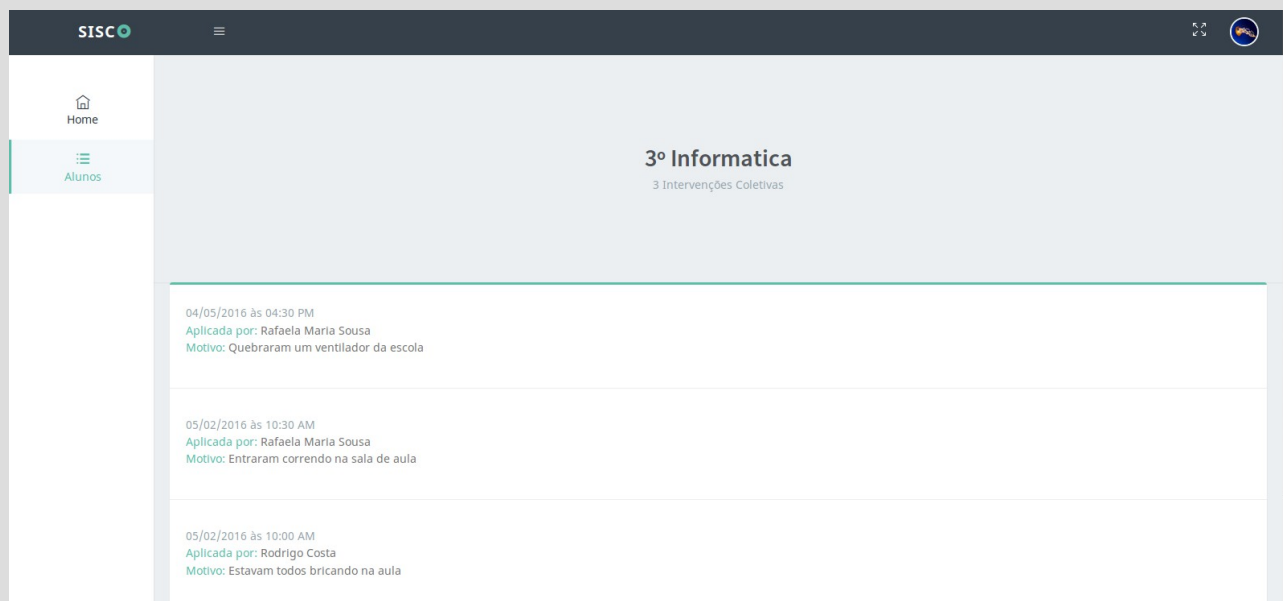 SISCO
Home
Alunos
3º Informatica
3 Intervenções Coletivas
04/05/2016 às 04:30 PM
Aplicada por: Rafaela Maria Sousa
Motivo: Quebraram um ventilador da escola
05/02/2016 às 10:30 AM
Aplicada por: Rafaela Maria Sousa
Motivo: Entraram correndo na sala de aula
05/02/2016 às 10:00 AM
Aplicada por: Rodrigo Costa
Motivo: Estavam todos bricando na aula